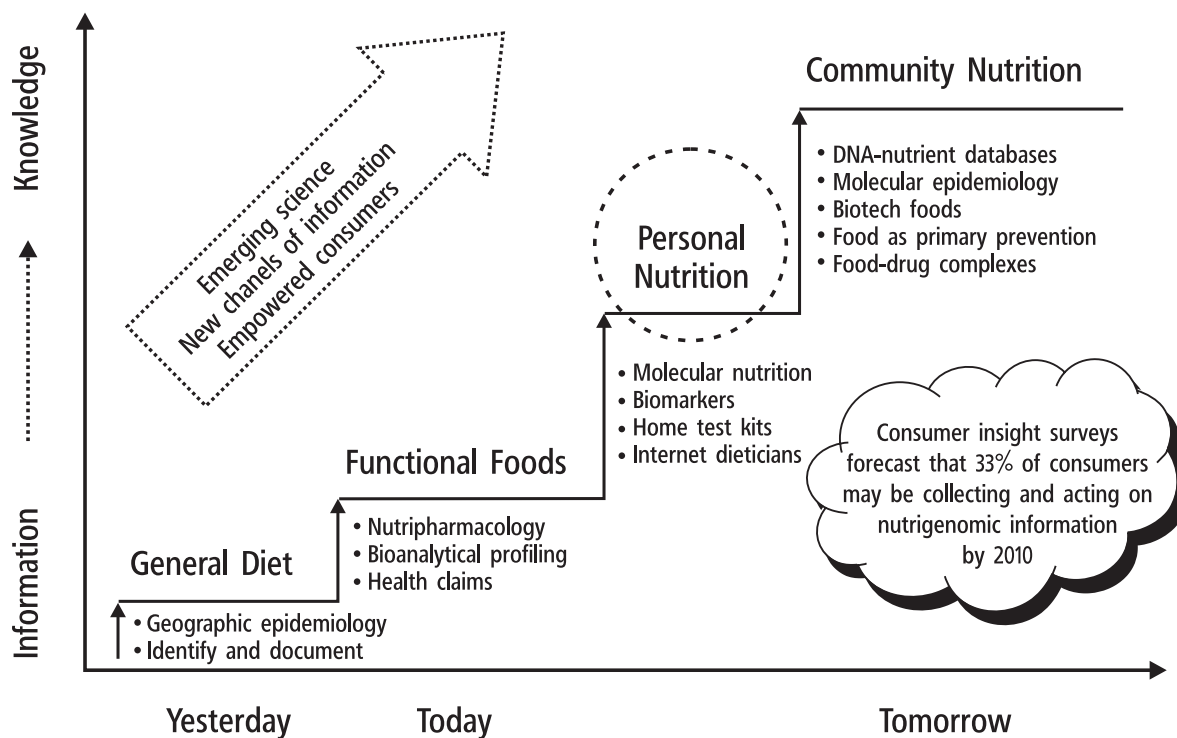 Knowledge
Information
Emerging science
New chanels of information
Empowered consumers
General Diet
• Geographic epidemiology
• Identify and document
Functional Foods
• Nutripharmacology
• Bioanalytical profiling
• Health claims
Personal
Nutrition
• Molecular nutrition
• Biomarkers
• Home test kits
• Internet dieticians
Community Nutrition
• DNA-nutrient databases
• Molecular epidemiology
• Biotech foods
• Food as primary prevention
• Food-drug complexes
Consumer insight surveys
forecast that 33% of consumers
may be collecting and acting on
nutrigenomic information
by 2010
Yesterday
Today
Tomorrow